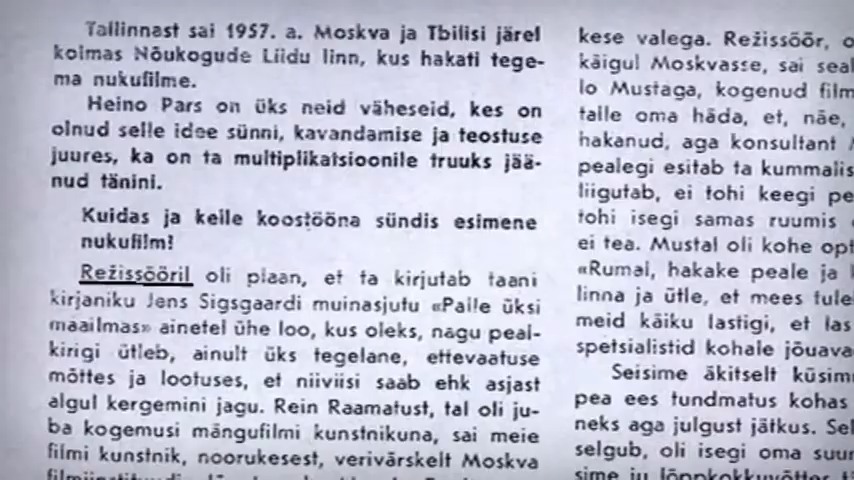 Tallinnast sai 1957. a. Moskva ja Tbilisi järel
kolmas Nõukogude Liidu linn, kus hakati tege-
ma nukufilme.
Heino Pars on üks neid väheseid, kes on
olnud selle idee sünni, kavandamise ja teostuse
juures, ka on ta multiplikatsioonile truuks jää-
nud tänini.
Kuidas ja kelle koostööna sündis esimene
nukufilm?
Režissööril oli plaan, et ta kirjutab taani
kirjaniku Jens Sigsgaardi muinasjutu «Palle üksi
maailmas» ainetel ühe loo, kus oleks, nagu peal-
kirigi ütleb, ainult üks tegelane, ettevaatuse
mõttes ja lootuses, et niiviisi saab ehk asjast
algul kergemini jagu. Rein Raamatust, tal oli ju-
ba kogemusi mängufilmi kunstnikuna, sai meie
filmi kunstnik, noorukesest, verivärskelt Moskva
kese valega. Režissöör, o
käigul Moskvasse, sai seal
lo Mustaga, kogenud film
talle oma häda, et, näe,
hakanud, aga konsultant
pealegi esitab ta kummalis
liigutab, ei tohi keegi pe
tohi isegi samas ruumis
ei tea. Mustal oli kohe opt
«Rumal, hakake peale ja
linna ja ütle, et mees tule
meid käiku lastigi, et las
spetsialistid kohale jõuava
Seisime äkitselt küsim
pea ees tundmatus kohas
neks aga julgust jätkus. Sel
selgub, oli isegi oma suur
sime ju lõppkokkuvõttes